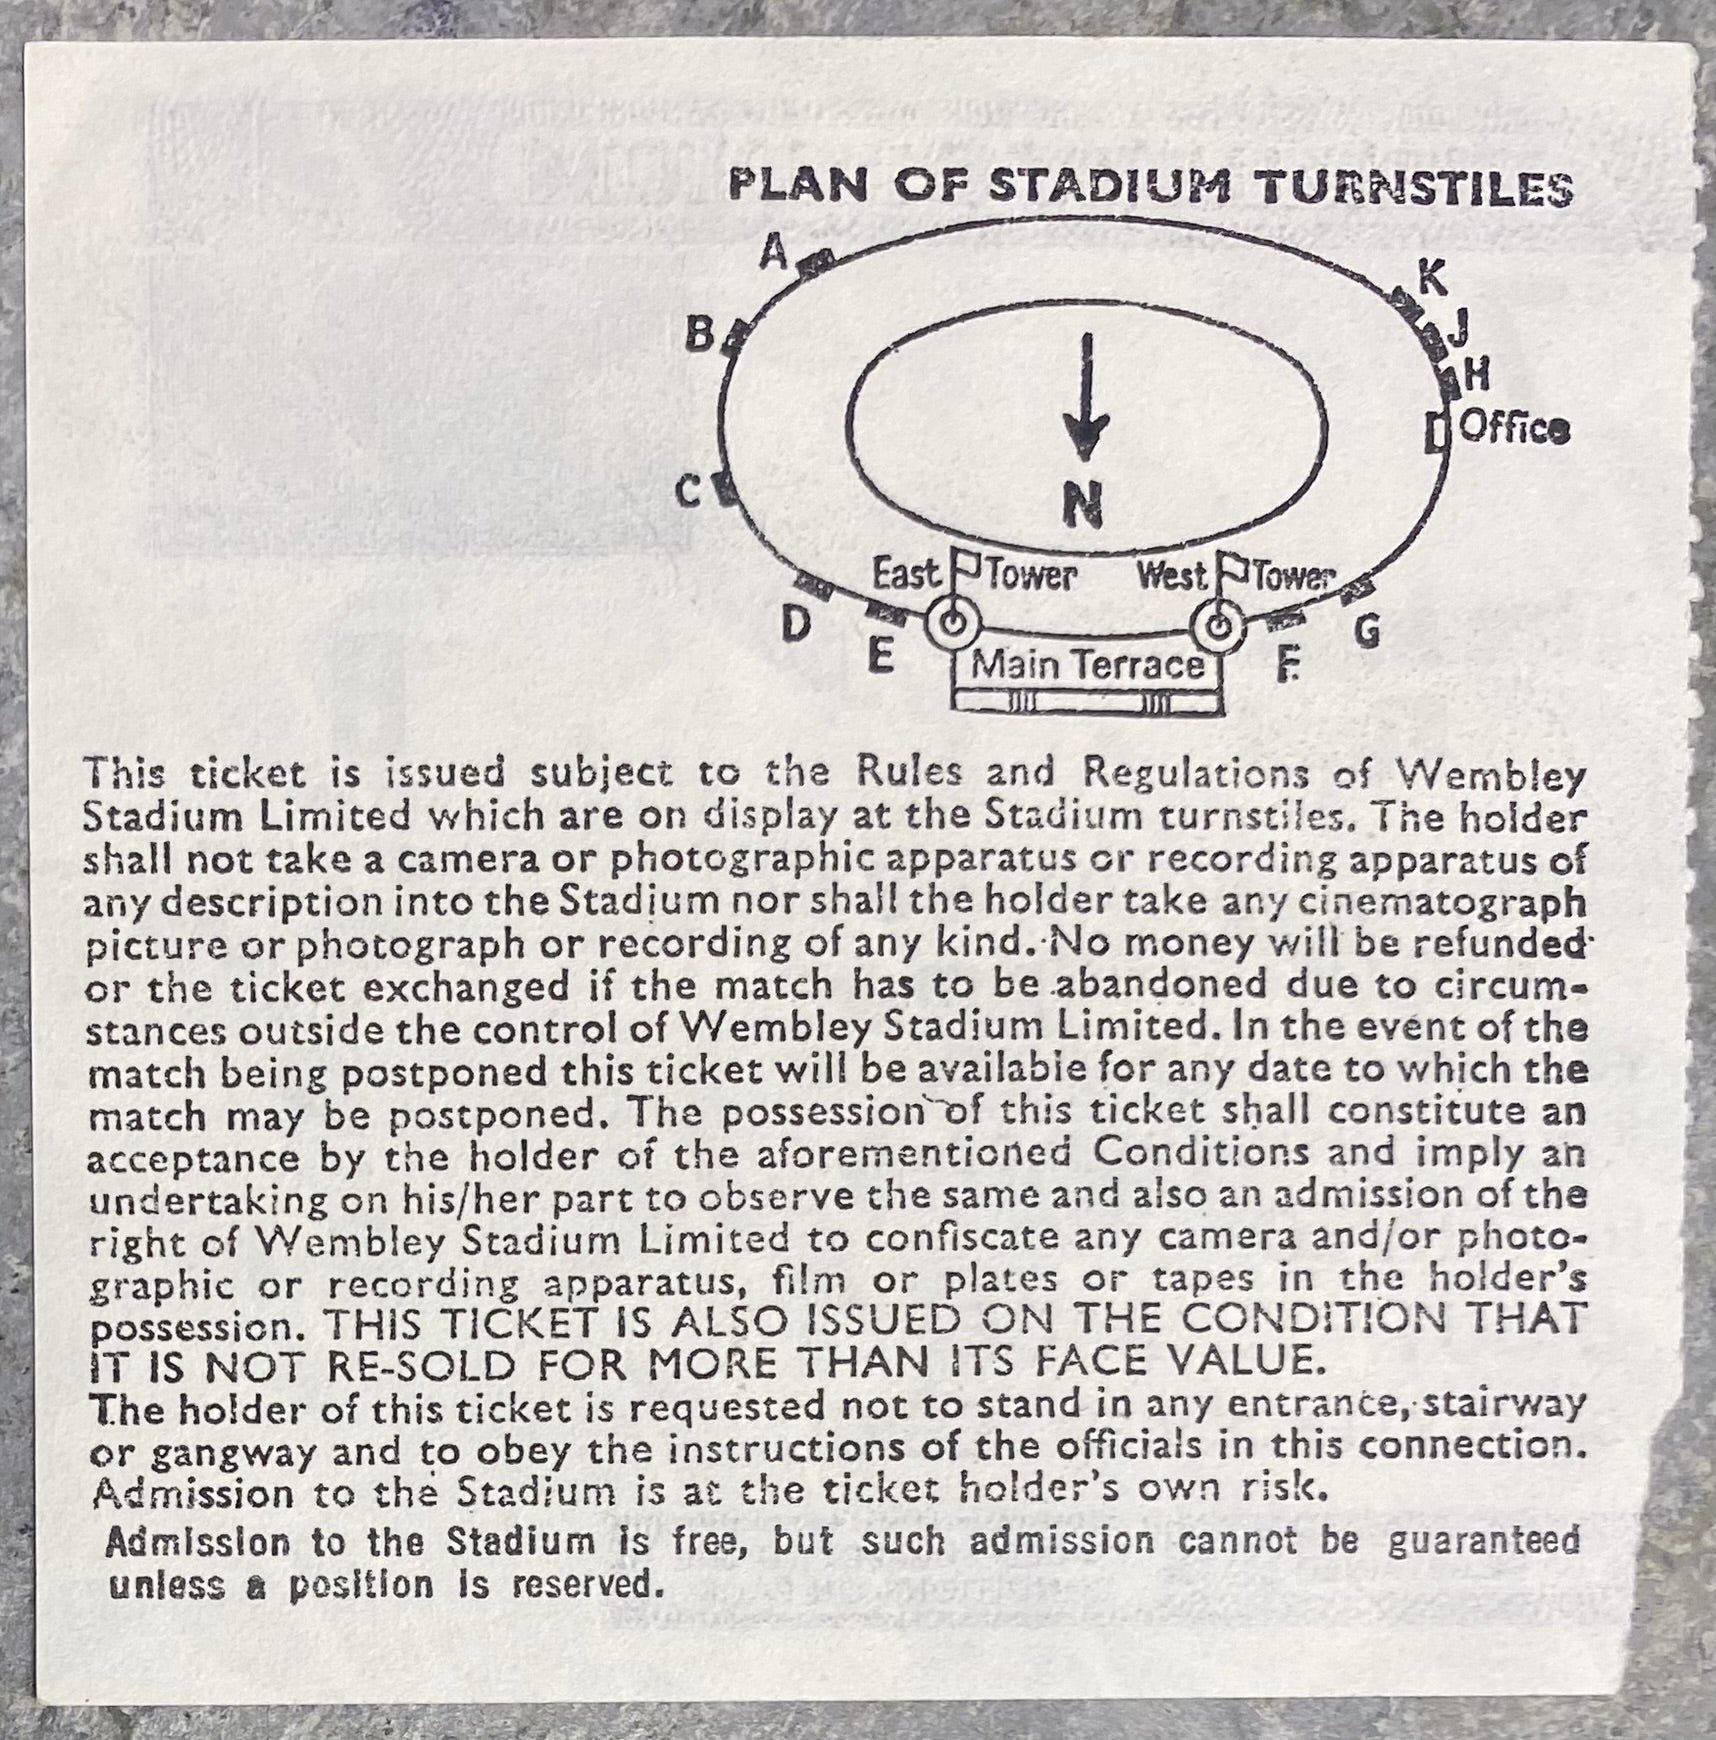 PLAN OF STADIUM TURNSTILES
A
K
B
J
H
Office
C
N
East Tower
West Tower
D
E
Main Terrace
F
G
This ticket is issued subject to the Rules and Regulations of Wembley
Stadium Limited which are on display at the Stadium turnstiles. The holder
shall not take a camera or photographic apparatus or recording apparatus of
any description into the Stadium nor shall the holder take any cinematograph
picture or photograph or recording of any kind. No money will be refunded
or the ticket exchanged if the match has to be abandoned due to circum-
stances outside the control of Wembley Stadium Limited. In the event of the
match being postponed this ticket will be available for any date to which the
match may be postponed. The possession of this ticket shall constitute an
acceptance by the holder of the aforementioned Conditions and imply an
undertaking on his/her part to observe the same and also an admission of the
right of Wembley Stadium Limited to confiscate any camera and/or photo-
graphic or recording apparatus, film or plates or tapes in the holder's
possession. THIS TICKET IS ALSO ISSUED ON THE CONDITION THAT
IT IS NOT RE-SOLD FOR MORE THAN ITS FACE VALUE.
The holder of this ticket is requested not to stand in any entrance, stairway
or gangway and to obey the instructions of the officials in this connection.
Admission to the Stadium is at the ticket holder's own risk.
Admission to the Stadium is free, but such admission cannot be guaranteed
unless a position is reserved.